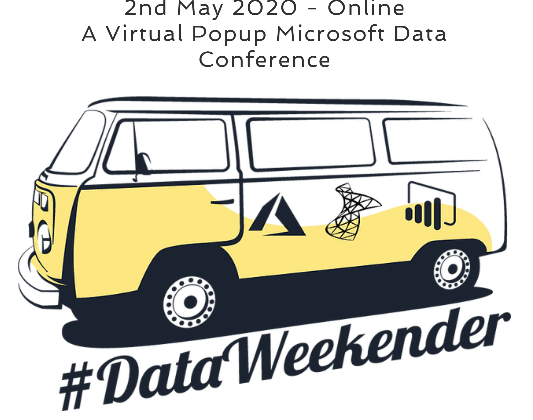 2nd May 2020 - Online
A Virtual Popup Microsoft Data
Conference
#DataWeekender